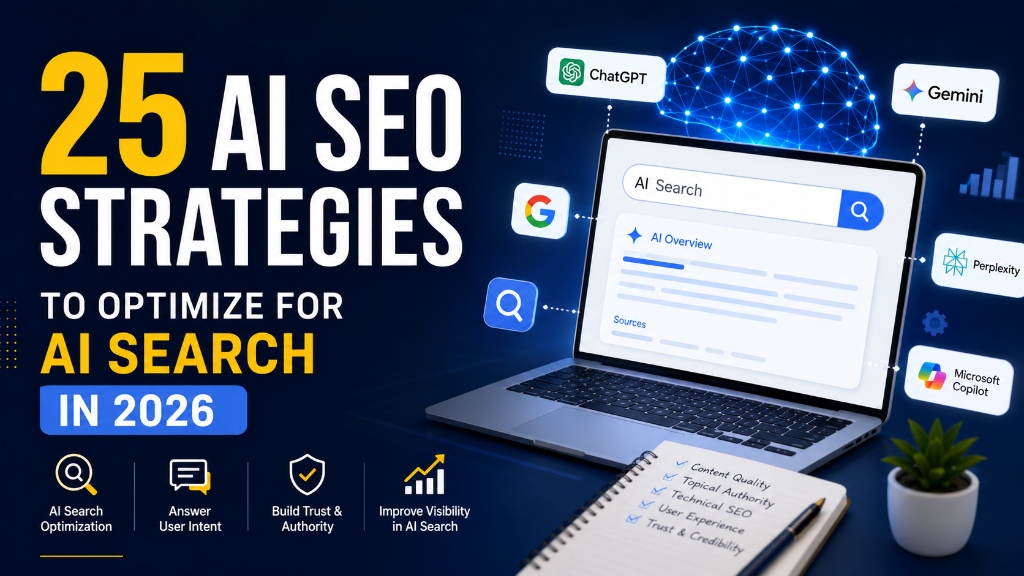 25 AI SEO
STRATEGIES
TO OPTIMIZE FOR
AI SEARCH
IN 2026
AI Search
Optimization
Answer
User Intent
Build Trust &
Authority
Improve Visibility
in AI Search
ChatGPT
Gemini
G
AI Search
AI Overview
Sources
Perplexity
Microsoft
Copilot
Content Quality
Topical Authority
Technical SEO
User Experience
Trust & Credibility